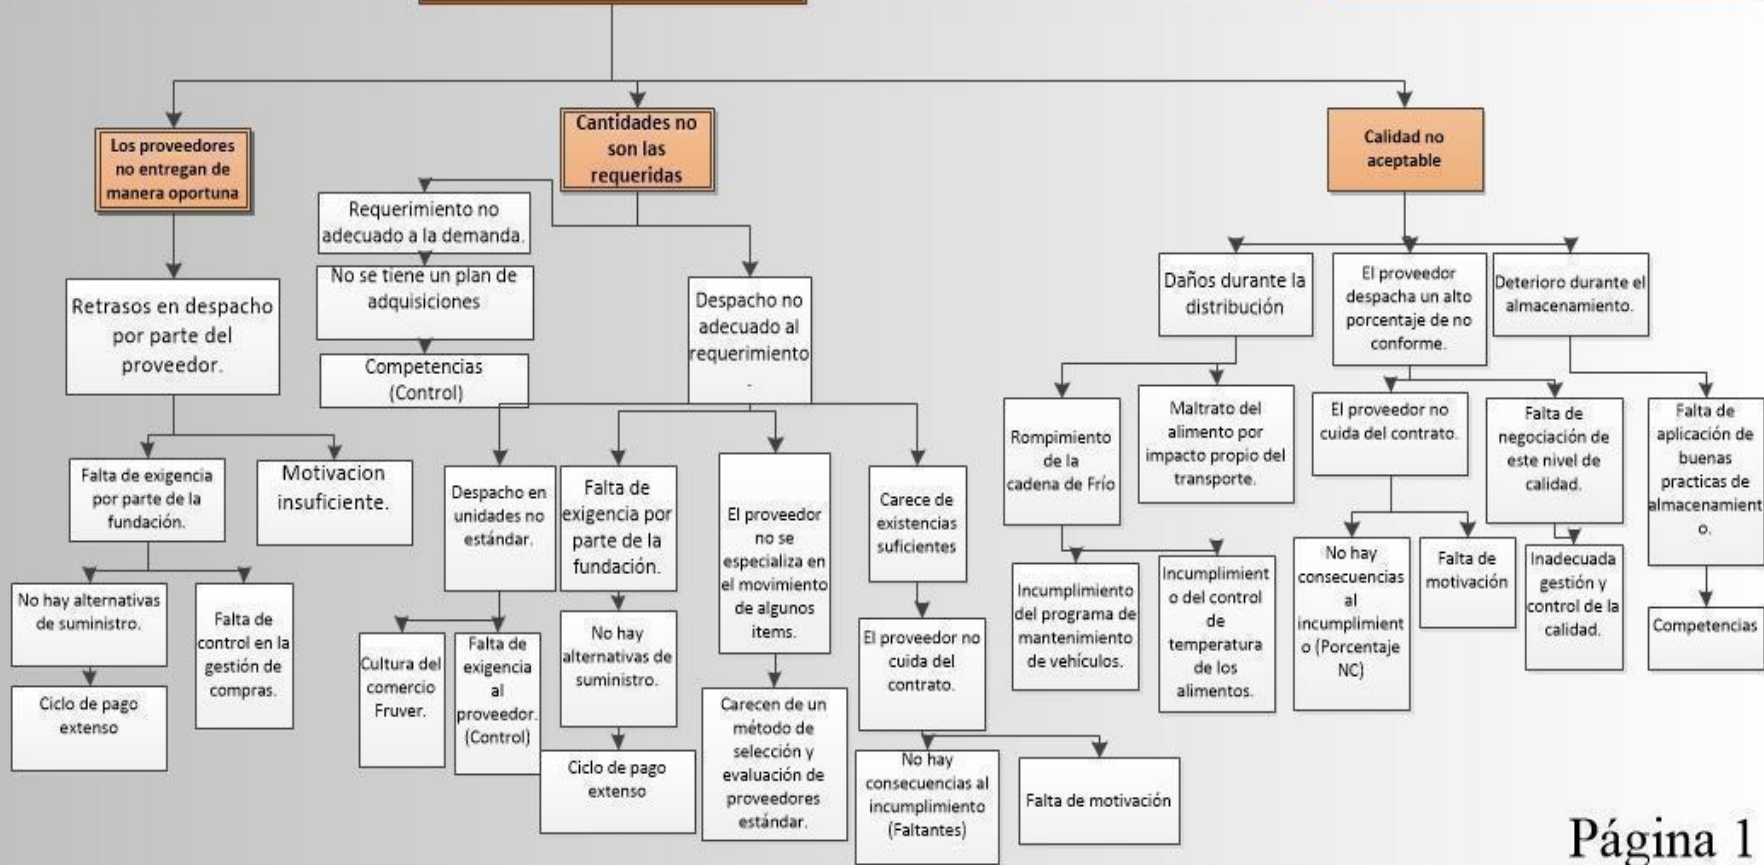 Los proveedores
no entregan de
manera oportuna
Cantidades no
son las
requeridas
Calidad no
aceptable
Requerimiento no
adecuado a la demanda.
No se tiene un plan de
adquisiciones
Competencias
(Control)
Retrasos en despacho
por parte del
proveedor.
Despacho no
adecuado al
requerimiento
.
Daños durante la
distribución
El proveedor
despacha un alto
porcentaje de no
conforme.
Deterioro durante el
almacenamiento.
Falta de exigencia
por parte de la
fundación.
Motivacion
insuficiente.
Despacho en
unidades no
estándar.
Falta de
exigencia por
parte de la
fundación.
El proveedor
no se
especializa en
el movimiento
de algunos
items.
Carece de
existencias
suficientes
Rompimiento
de la
cadena de Frío
Maltrato del
alimento por
impacto propio del
transporte.
El proveedor no
cuida del contrato.
Falta de
negociación de
este nivel de
calidad.
Falta de
aplicación de
buenas
practicas de
almacenamient
o.
No hay alternativas
de suministro.
Falta de
control en la
gestión de
compras.
Ciclo de pago
extenso
Cultura del
comercio
Fruver.
Falta de
exigencia
al
proveedor.
(Control)
No hay
alternativas de
suministro.
Ciclo de pago
extenso
Carecen de un
método de
selección y
evaluación de
proveedores
estándar.
El proveedor no
cuida del
contrato.
No hay
consecuencias al
incumplimiento
(Faltantes)
Falta de motivación
Incumplimiento
del programa de
mantenimiento
de vehículos.
Incumplimient
o del control
de
temperatura
de los
alimentos.
No hay
consecuencias
al
incumplimient
o (Porcentaje
NC)
Falta de
motivación
Inadecuada
gestión y
control de la
calidad.
Competencias
Página 1